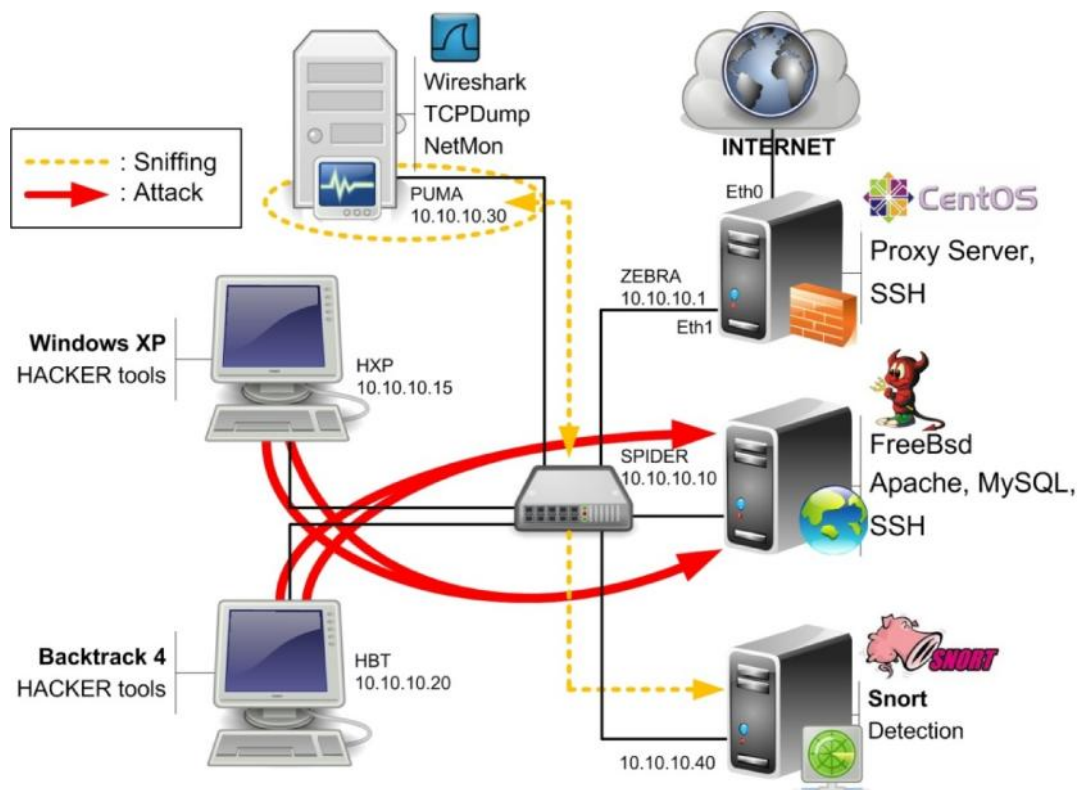 Wireshark
TCPDump
NetMon
: Sniffing
: Attack
PUMA
10.10.10.30
INTERNET
Eth0
CentOS
Proxy Server,
SSH
ZEBRA
10.10.10.1
Eth1
Windows XP
HACKER tools
HXP
10.10.10.15
SPIDER
10.10.10.10
FreeBsd
Apache, MySQL,
SSH
Backtrack 4
HACKER tools
HBT
10.10.10.20
SNORT
Snort
Detection
10.10.10.40